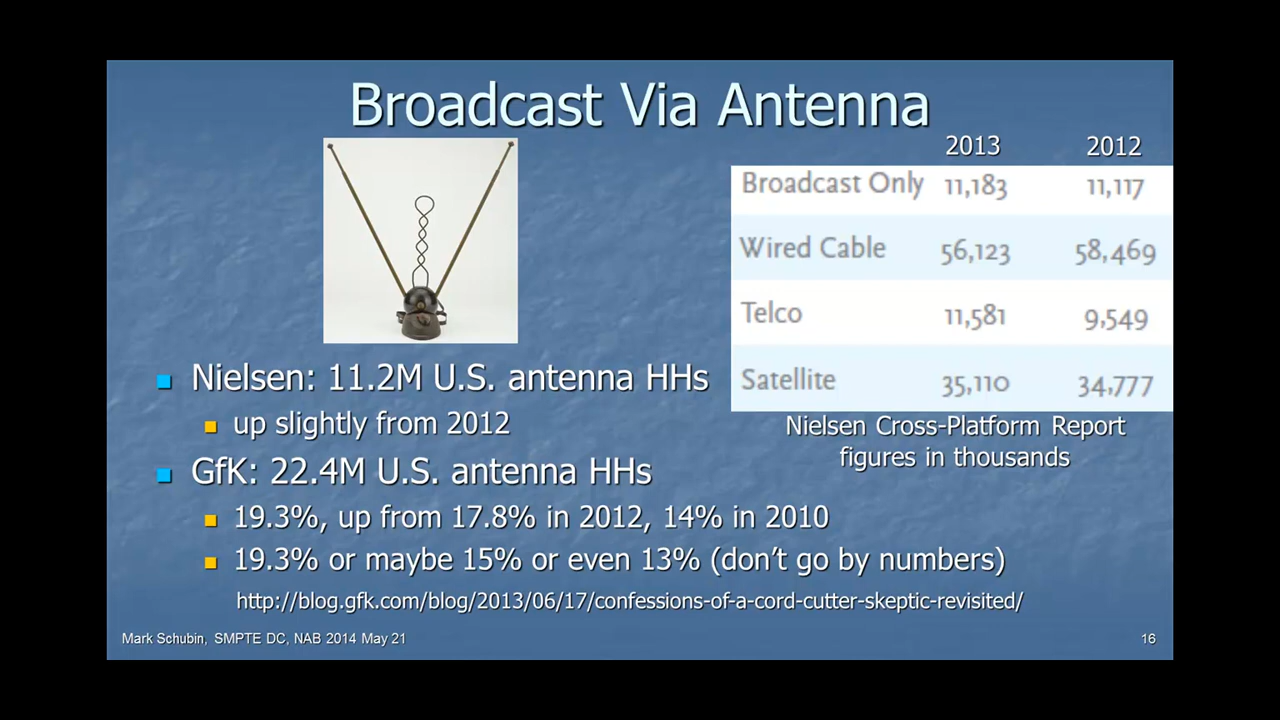 Broadcast Via Antenna
2013 2012
Broadcast Only 11,183 11,117
Wired Cable 56,123 58,469
Telco 11,581 9,549
Satellite 35,110 34,777
Nielsen Cross-Platform Report
figures in thousands
Nielsen: 11.2M U.S. antenna HHs
up slightly from 2012
GfK: 22.4M U.S. antenna HHs
19.3%, up from 17.8% in 2012, 14% in 2010
19.3% or maybe 15% or even 13% (don’t go by numbers)
http://blog.gfk.com/blog/2013/06/17/confessions-of-a-cord-cutter-skeptic-revisited/
Mark Schubin, SMPTE DC, NAB 2014 May 21
16